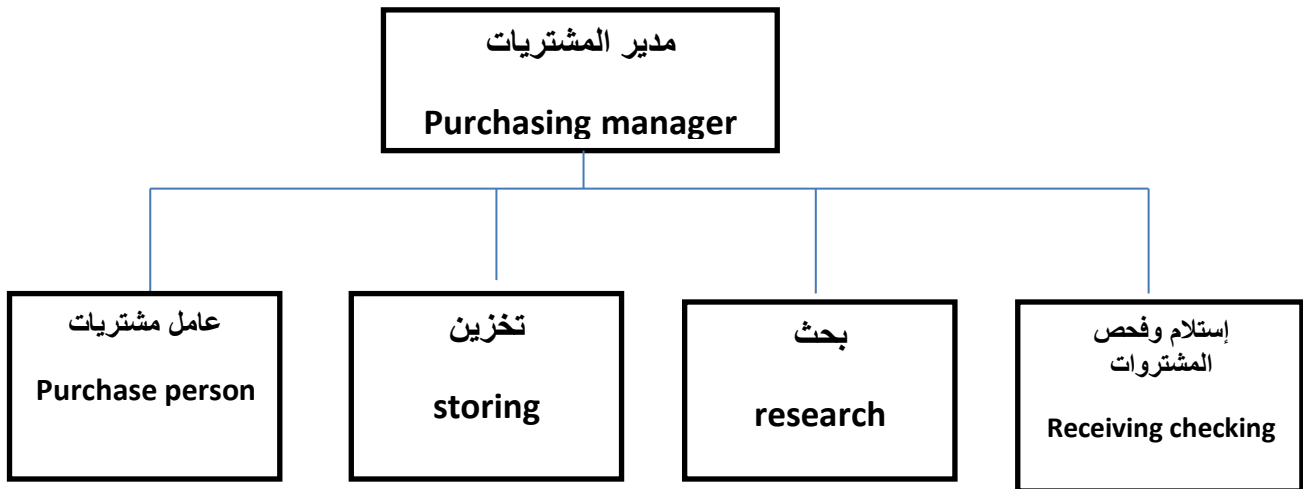 مدير المشتريات
Purchasing manager
عامل مشتريات
Purchase person
تخزين
storing
بحث
research
إستلام وفحص
المشتروات
Receiving checking